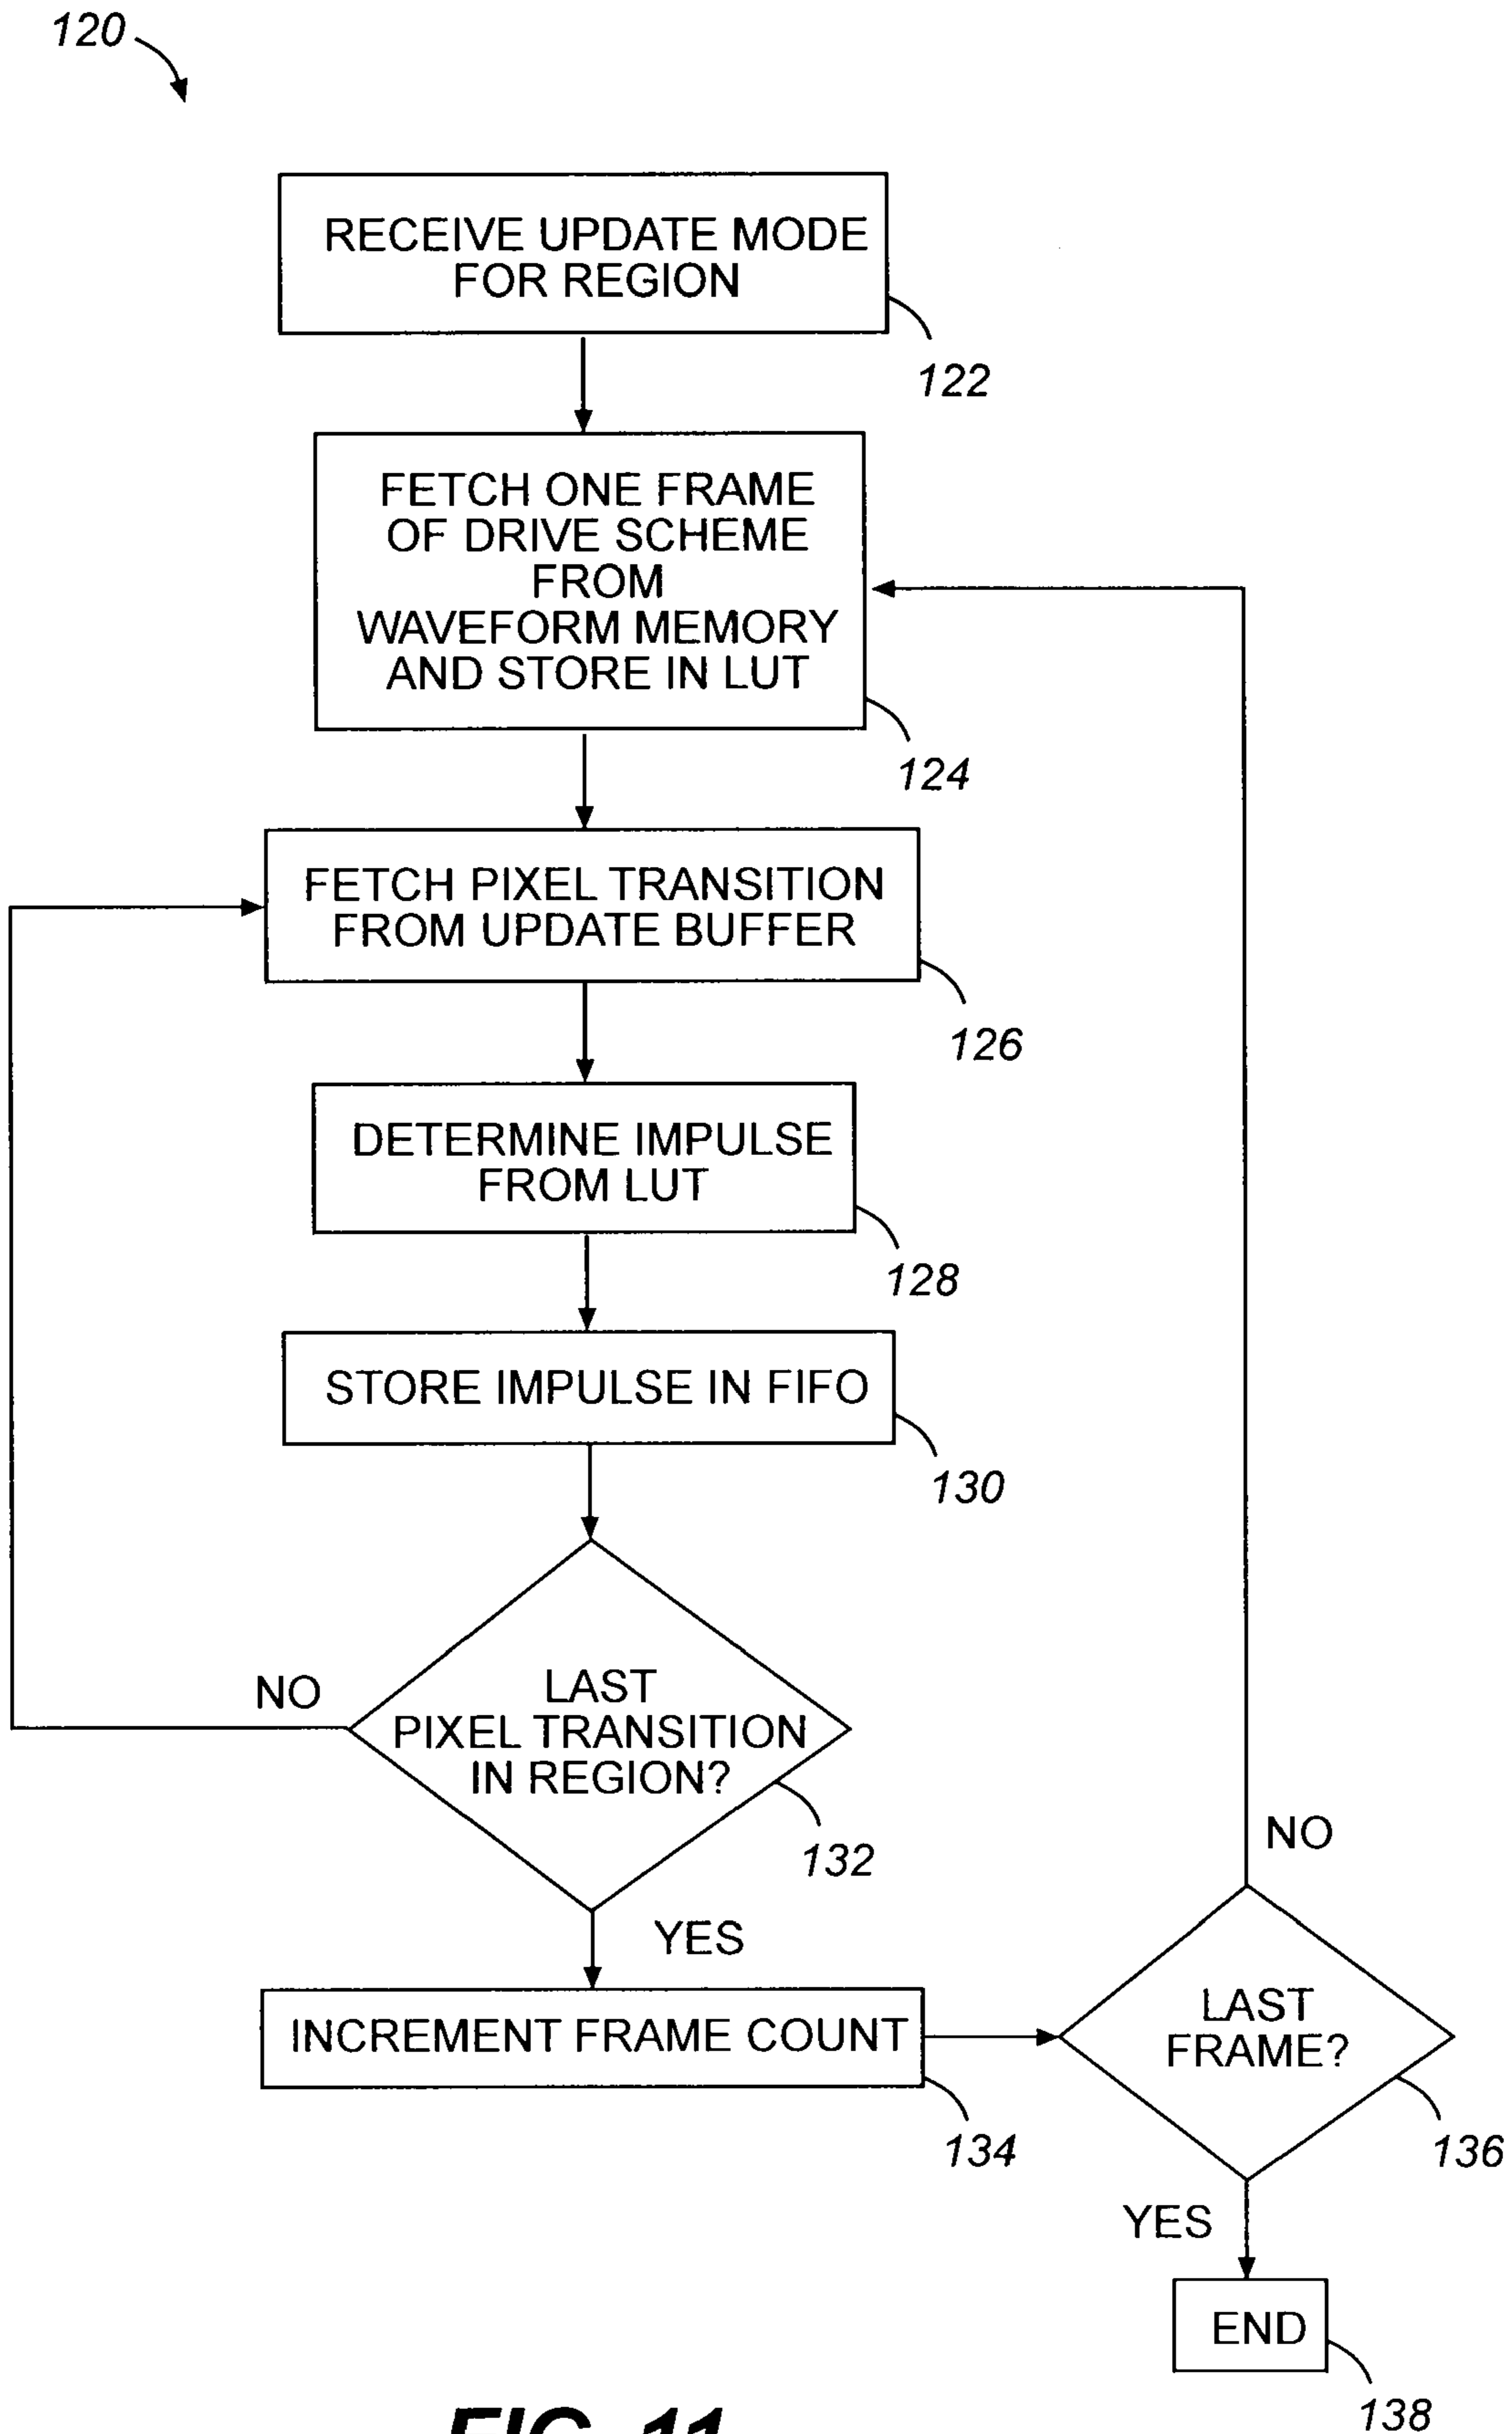 120
RECEIVE UPDATE MODE
FOR REGION
122
FETCH ONE FRAME
OF DRIVE SCHEME
FROM
WAVEFORM MEMORY
AND STORE IN LUT
124
FETCH PIXEL TRANSITION
FROM UPDATE BUFFER
126
DETERMINE IMPULSE
FROM LUT
128
STORE IMPULSE IN FIFO
130
NO
LAST
PIXEL TRANSITION
IN REGION?
132
YES
INCREMENT FRAME COUNT
134
NO
LAST
FRAME?
136
YES
END
138
FIG. 11